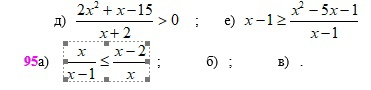 д) (2x² + x − 15)/(x + 2) > 0 ; е) x − 1 ≥ (x² − 5x − 1)/(x − 1)
95а) x/(x − 1) ≤ (x − 2)/x ; б) ; в) .